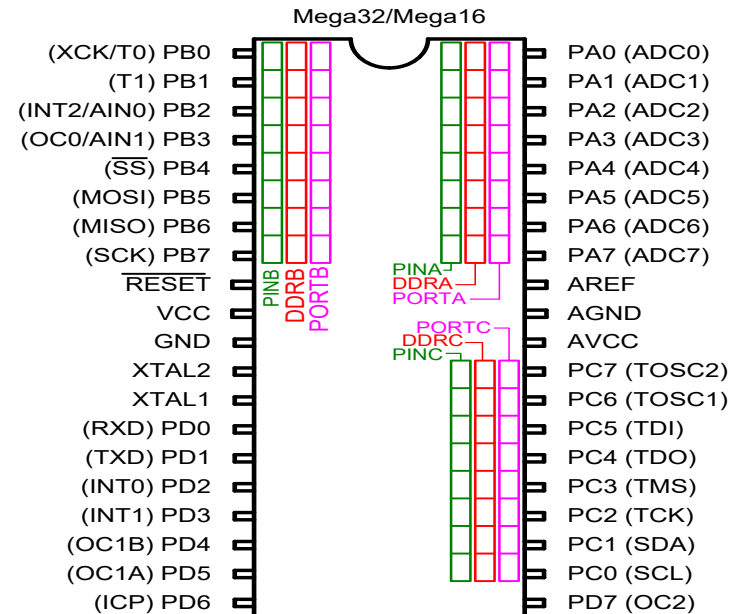 Mega32/Mega16
(XCK/T0) PB0
(T1) PB1
(INT2/AIN0) PB2
(OC0/AIN1) PB3
(S̅S̅) PB4
(MOSI) PB5
(MISO) PB6
(SCK) PB7
R̅E̅S̅E̅T̅
VCC
GND
XTAL2
XTAL1
(RXD) PD0
(TXD) PD1
(INT0) PD2
(INT1) PD3
(OC1B) PD4
(OC1A) PD5
(ICP) PD6
PINB
DDRB
PORTB
PINA
DDRA
PORTA
PORTC
DDRC
PINC
PA0 (ADC0)
PA1 (ADC1)
PA2 (ADC2)
PA3 (ADC3)
PA4 (ADC4)
PA5 (ADC5)
PA6 (ADC6)
PA7 (ADC7)
AREF
AGND
AVCC
PC7 (TOSC2)
PC6 (TOSC1)
PC5 (TDI)
PC4 (TDO)
PC3 (TMS)
PC2 (TCK)
PC1 (SDA)
PC0 (SCL)
PD7 (OC2)